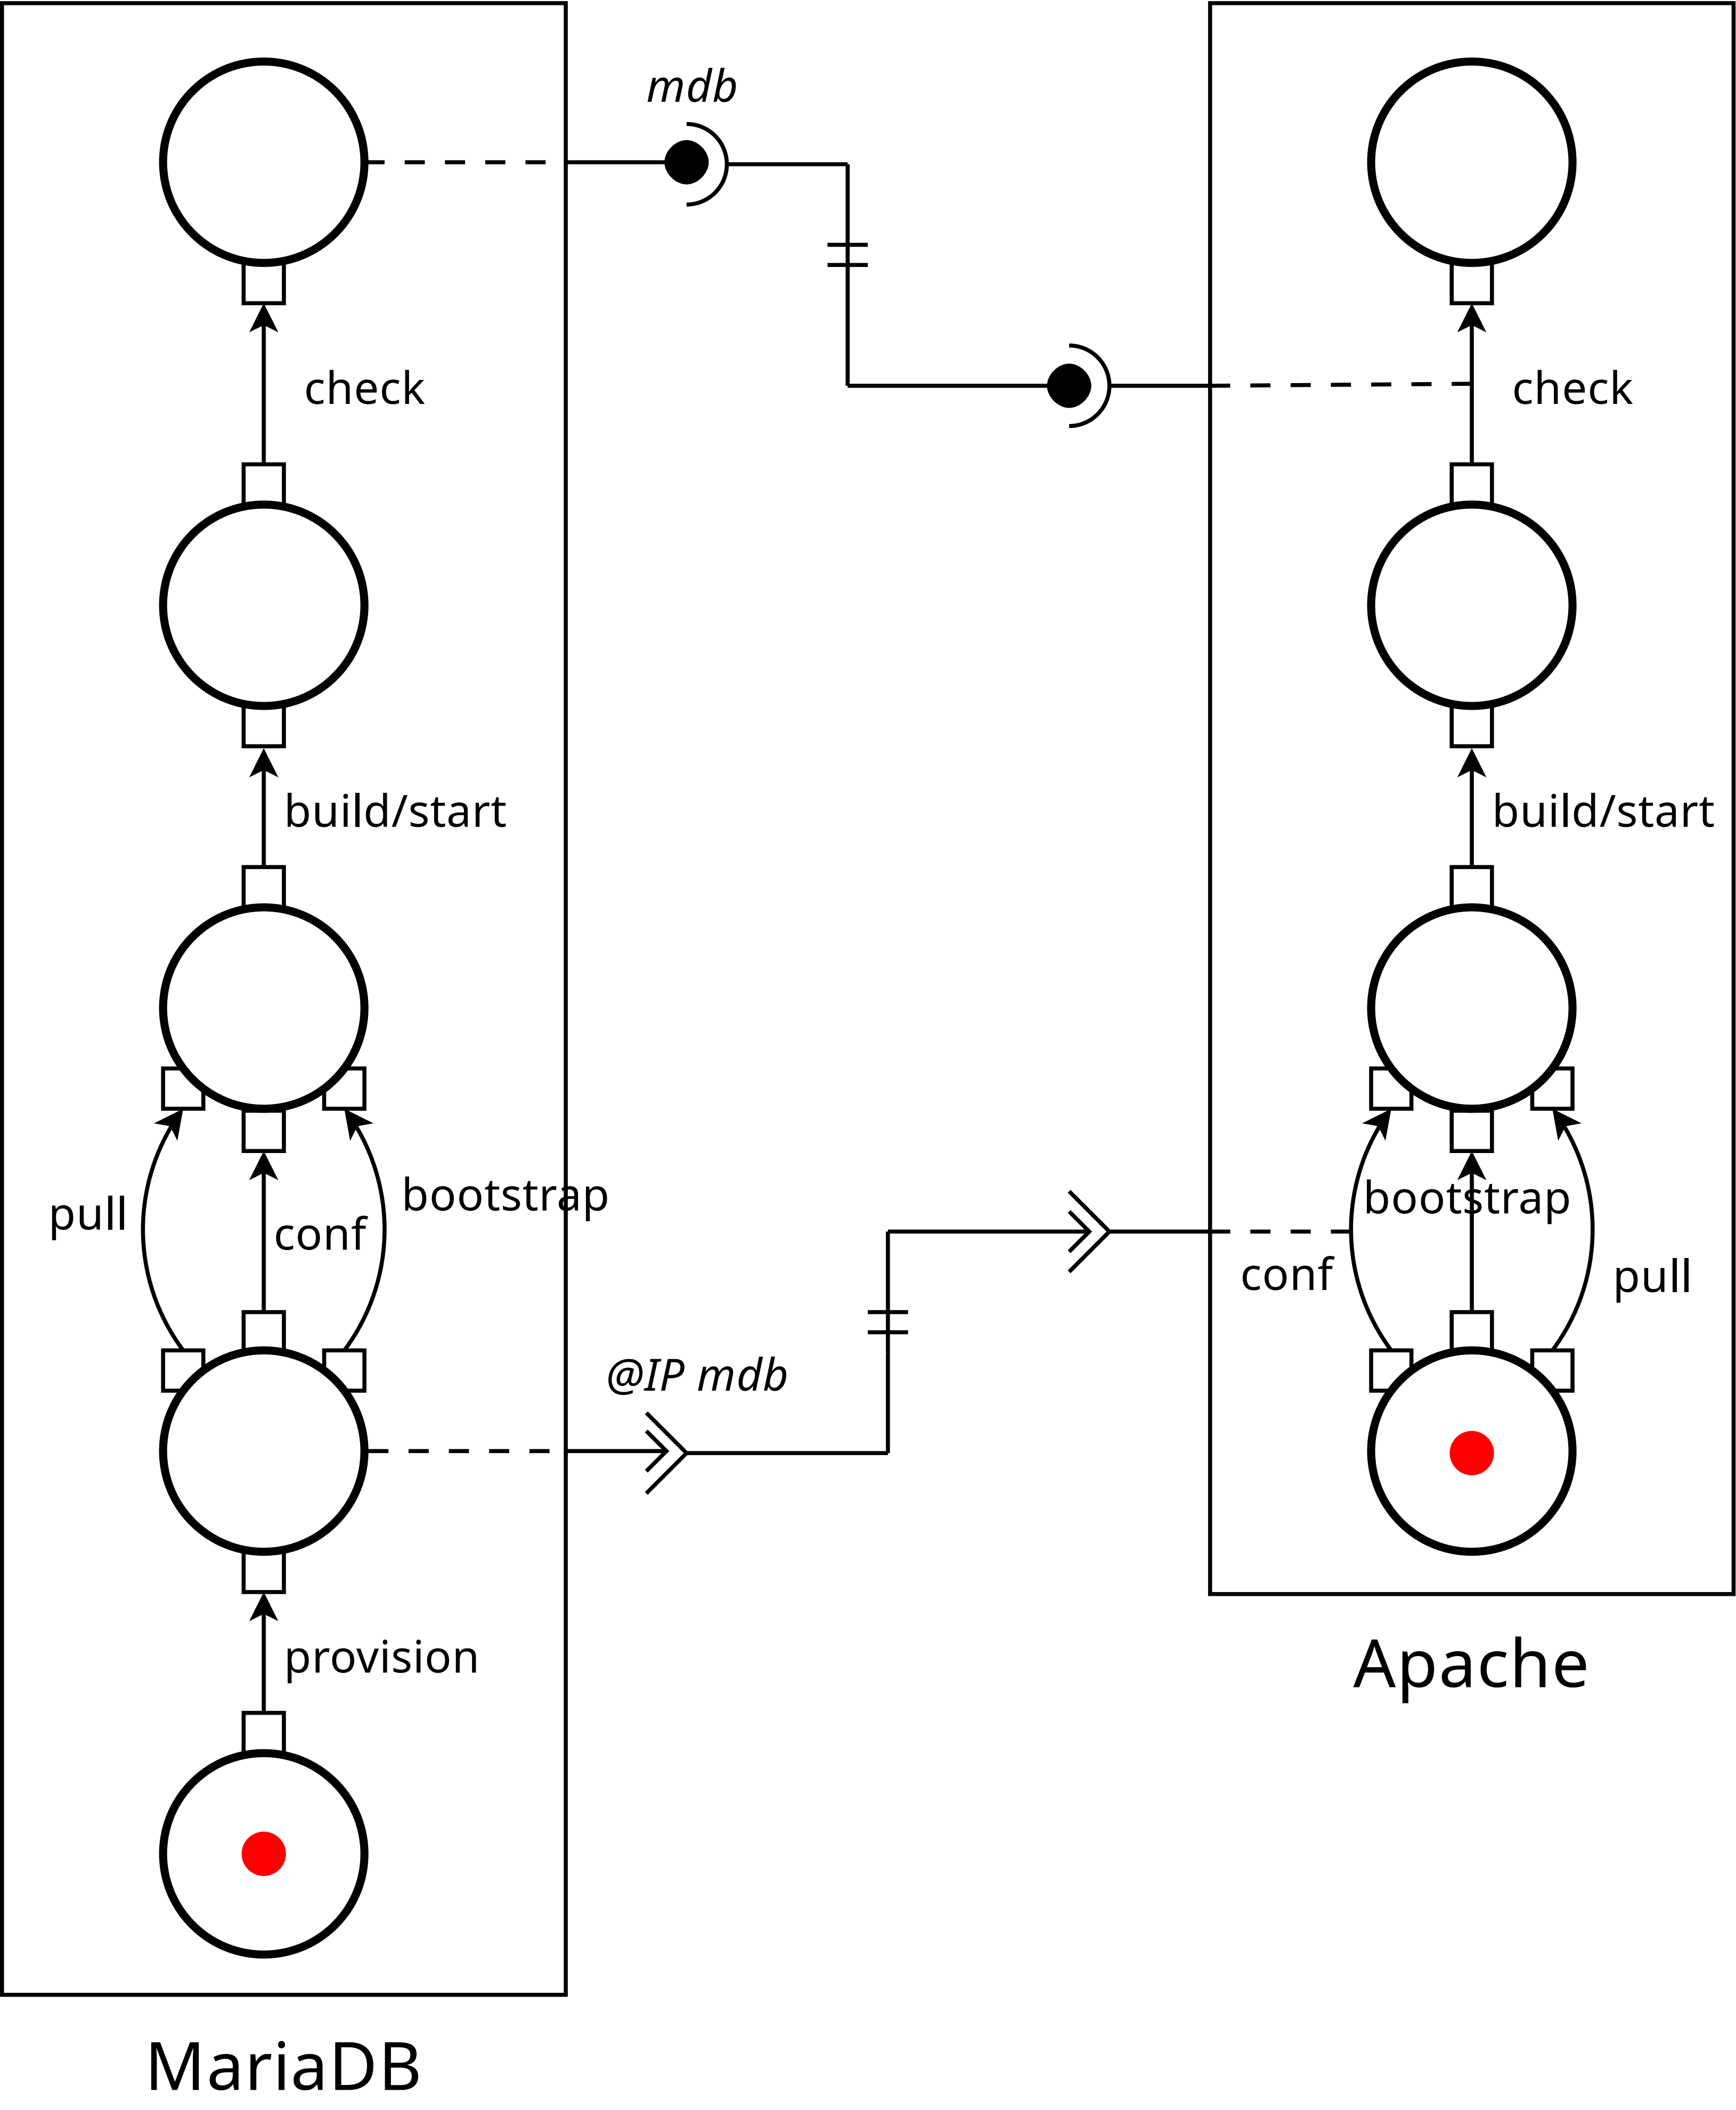 mdb
check
check
build/start
build/start
pull
conf
bootstrap
bootstrap
conf
pull
@IP mdb
provision
Apache
MariaDB